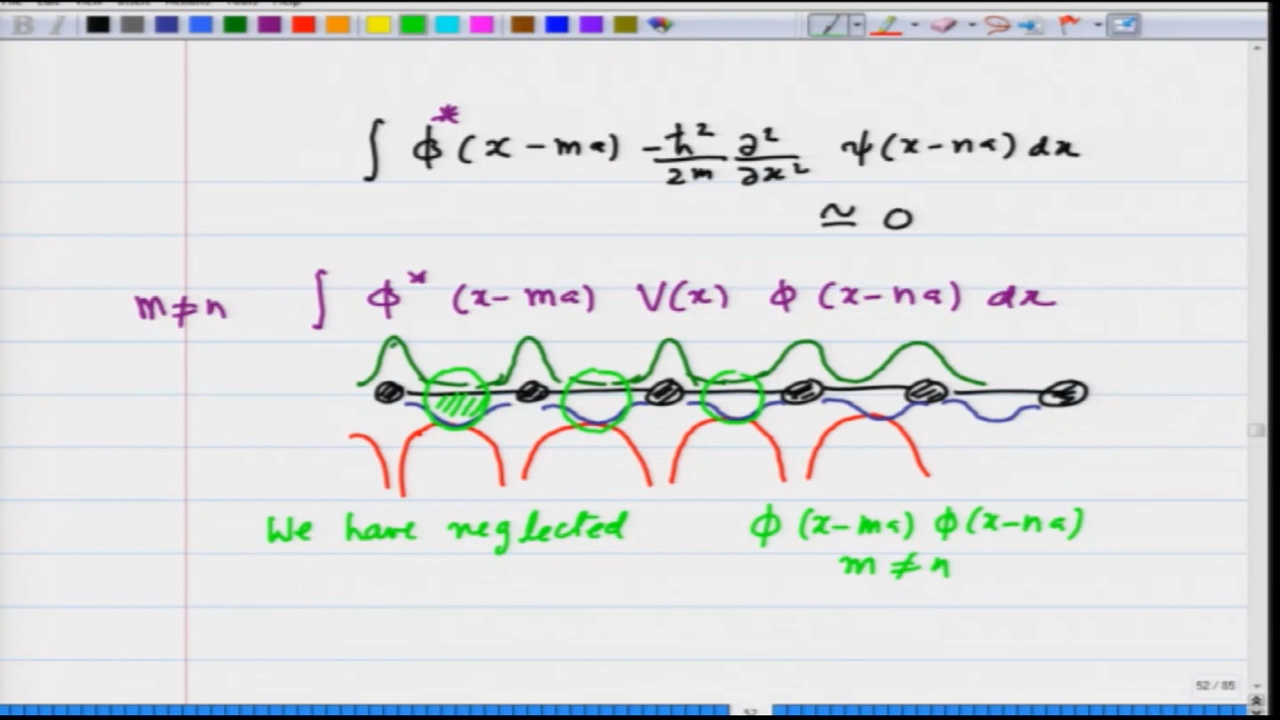 ∫ ϕ*(x-ma) -ħ²/2m ∂²/∂x² ψ(x-na) dx
≃ 0
m≠n ∫ ϕ* (x-ma) V(x) ϕ (x-na) dx
We have neglected ϕ (x-ma) ϕ(x-na)
m ≠ n
52 / 85